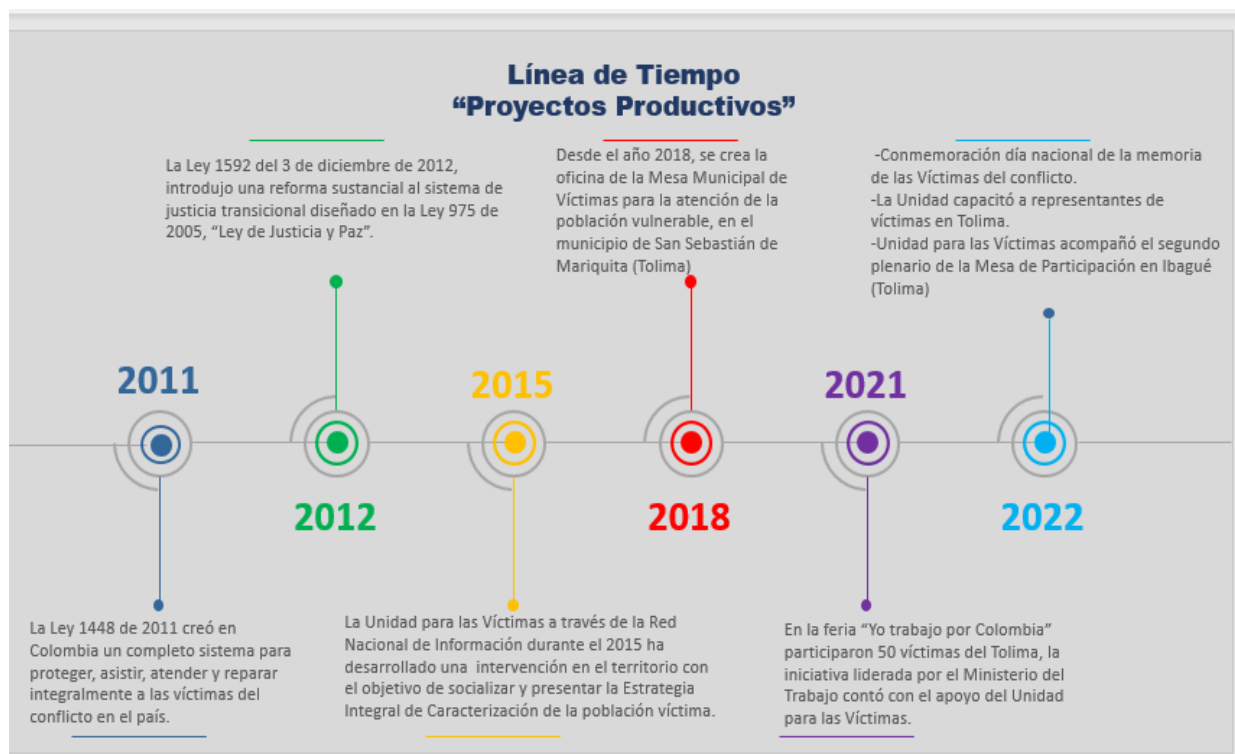 Línea de Tiempo
“Proyectos Productivos”
La Ley 1592 del 3 de diciembre de 2012,
introdujo una reforma sustancial al sistema de
justicia transicional diseñado en la Ley 975 de
2005, “Ley de Justicia y Paz”.
Desde el año 2018, se crea la
oficina de la Mesa Municipal de
Víctimas para la atención de la
población vulnerable, en el
municipio de San Sebastián de
Mariquita (Tolima)
-Conmemoración día nacional de la memoria
de las Víctimas del conflicto.
-La Unidad capacitó a representantes de
víctimas en Tolima.
-Unidad para las Víctimas acompañó el segundo
plenario de la Mesa de Participación en Ibagué
(Tolima)
2011
2015
2021
2012
2018
2022
La Ley 1448 de 2011 creó en
Colombia un completo sistema para
proteger, asistir, atender y reparar
integralmente a las víctimas del
conflicto en el país.
La Unidad para las Víctimas a través de la Red
Nacional de Información durante el 2015 ha
desarrollado una intervención en el territorio con
el objetivo de socializar y presentar la Estrategia
Integral de Caracterización de la población víctima.
En la feria “Yo trabajo por Colombia”
participaron 50 víctimas del Tolima, la
iniciativa liderada por el Ministerio del
Trabajo contó con el apoyo del Unidad
para las Víctimas.